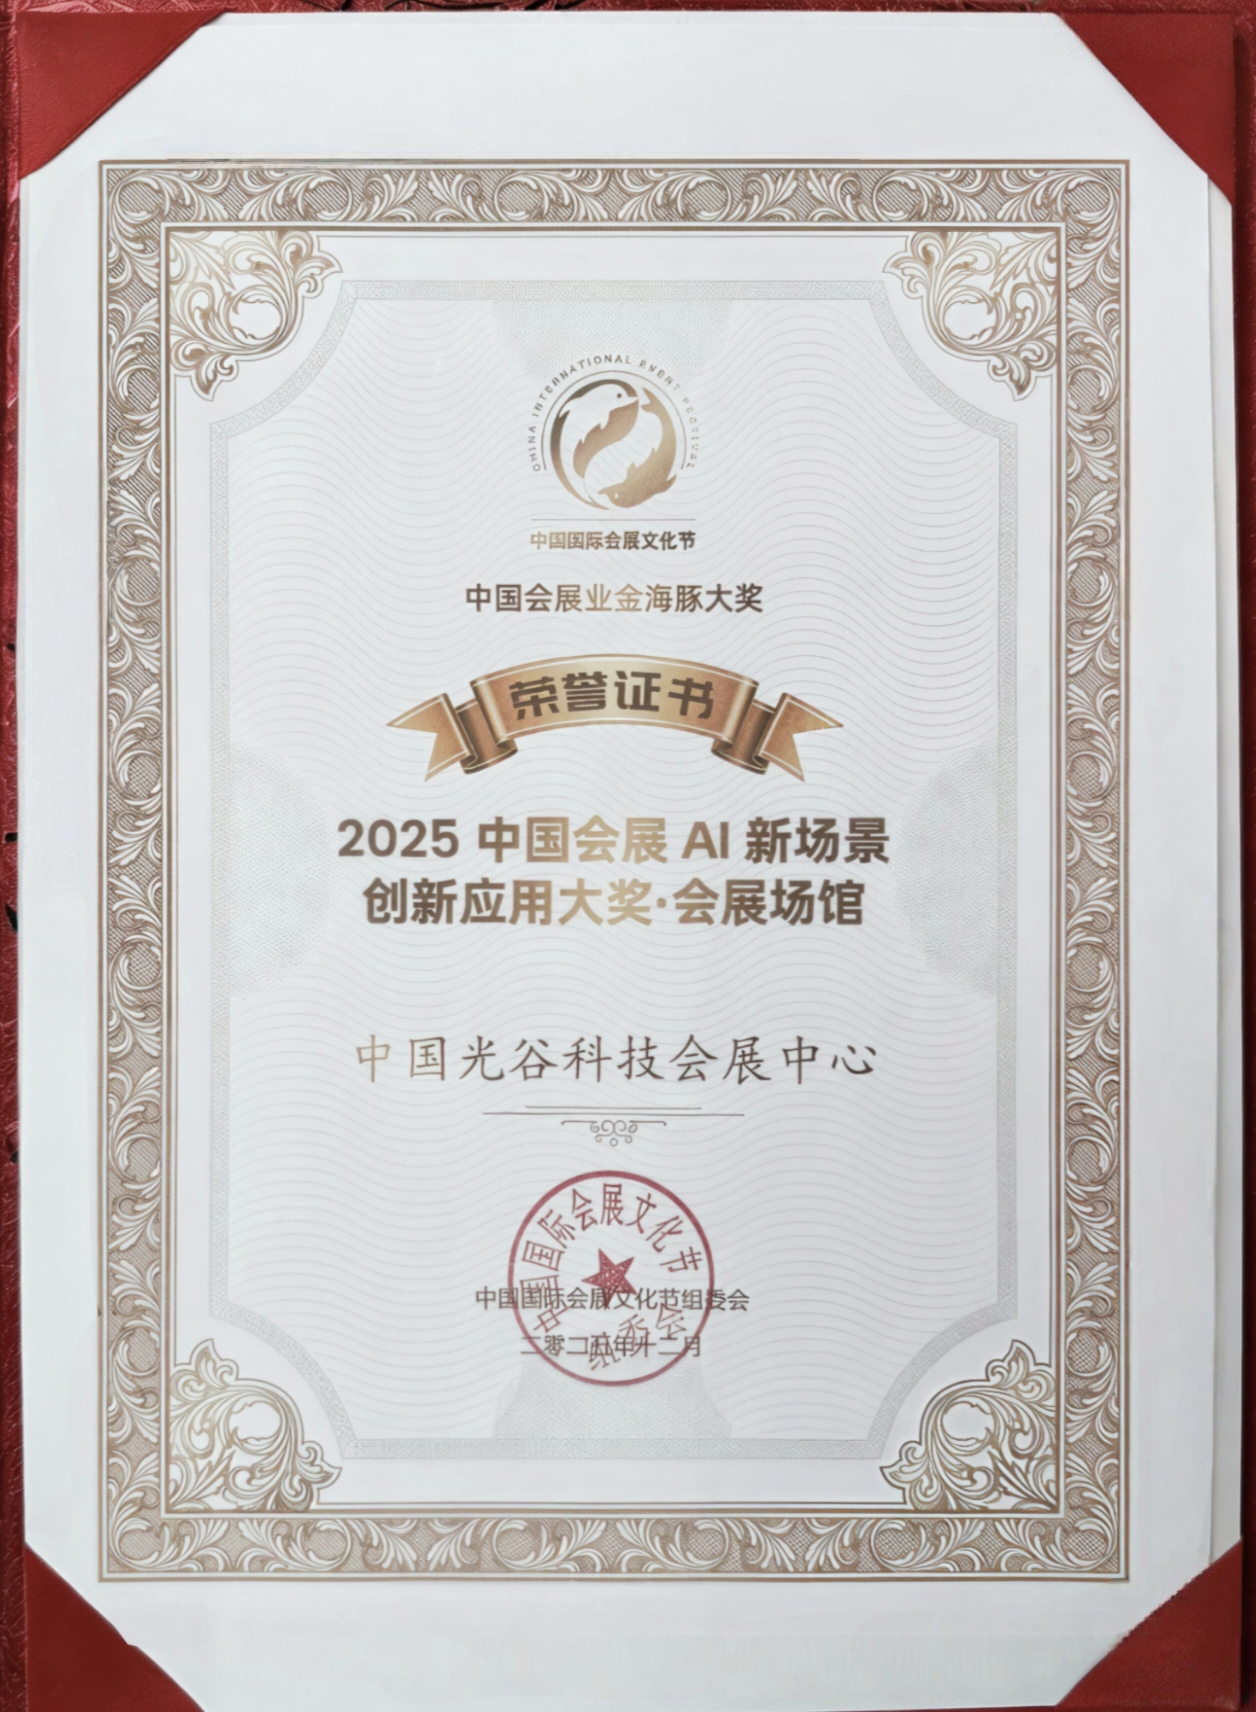 CHINA INTERNATIONAL EVENT FESTIVAL
中国国际会展文化节
中国会展业金海豚大奖
荣誉证书
2025 中国会展 AI 新场景
创新应用大奖·会展场馆
中国光谷科技会展中心
中国国际会展文化节
中国国际会展文化节组委会
二零二五年十二月
组委会